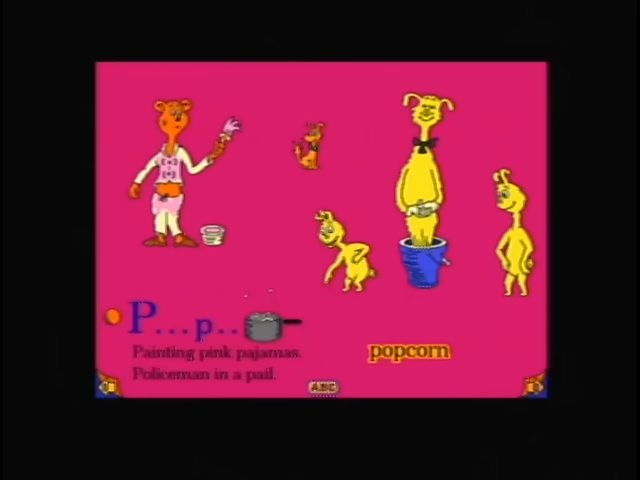 P...p..
popcorn
Painting pink pajamas.
Policeman in a pail.
ABC